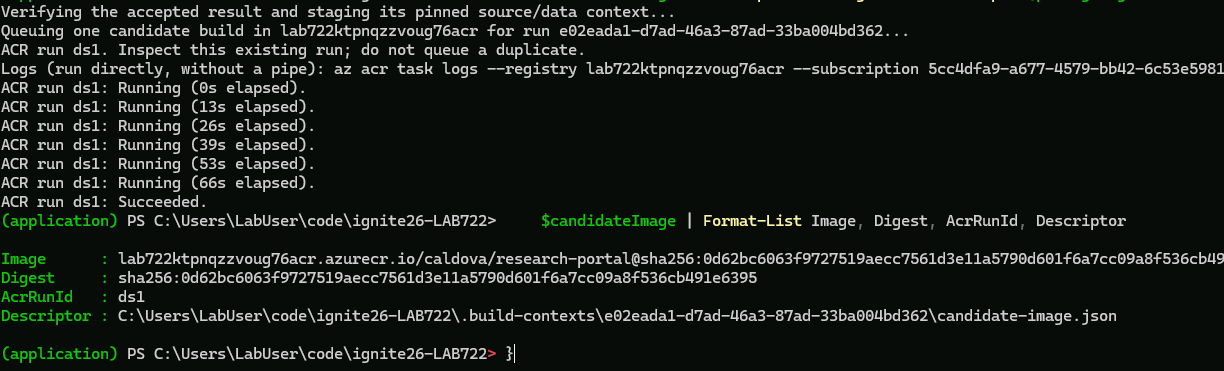 Verifying the accepted result and staging its pinned source/data context...
Queuing one candidate build in lab722ktpnqzzvoug76acr for run e02eada1-d7ad-46a3-87ad-33ba004bd362...
ACR run ds1. Inspect this existing run; do not queue a duplicate.
Logs (run directly, without a pipe): az acr task logs --registry lab722ktpnqzzvoug76acr --subscription 5cc4dfa9-a677-4579-bb42-6c53e5981
ACR run ds1: Running (0s elapsed).
ACR run ds1: Running (13s elapsed).
ACR run ds1: Running (26s elapsed).
ACR run ds1: Running (39s elapsed).
ACR run ds1: Running (53s elapsed).
ACR run ds1: Running (66s elapsed).
ACR run ds1: Succeeded.
(application) PS C:\Users\LabUser\code\ignite26-LAB722>     $candidateImage | Format-List Image, Digest, AcrRunId, Descriptor
Image      : lab722ktpnqzzvoug76acr.azurecr.io/caldova/research-portal@sha256:0d62bc6063f9727519aecc7561d3e11a5790d601f6a7cc09a8f536cb49
Digest     : sha256:0d62bc6063f9727519aecc7561d3e11a5790d601f6a7cc09a8f536cb491e6395
AcrRunId   : ds1
Descriptor : C:\Users\LabUser\code\ignite26-LAB722\.build-contexts\e02eada1-d7ad-46a3-87ad-33ba004bd362\candidate-image.json
(application) PS C:\Users\LabUser\code\ignite26-LAB722> }